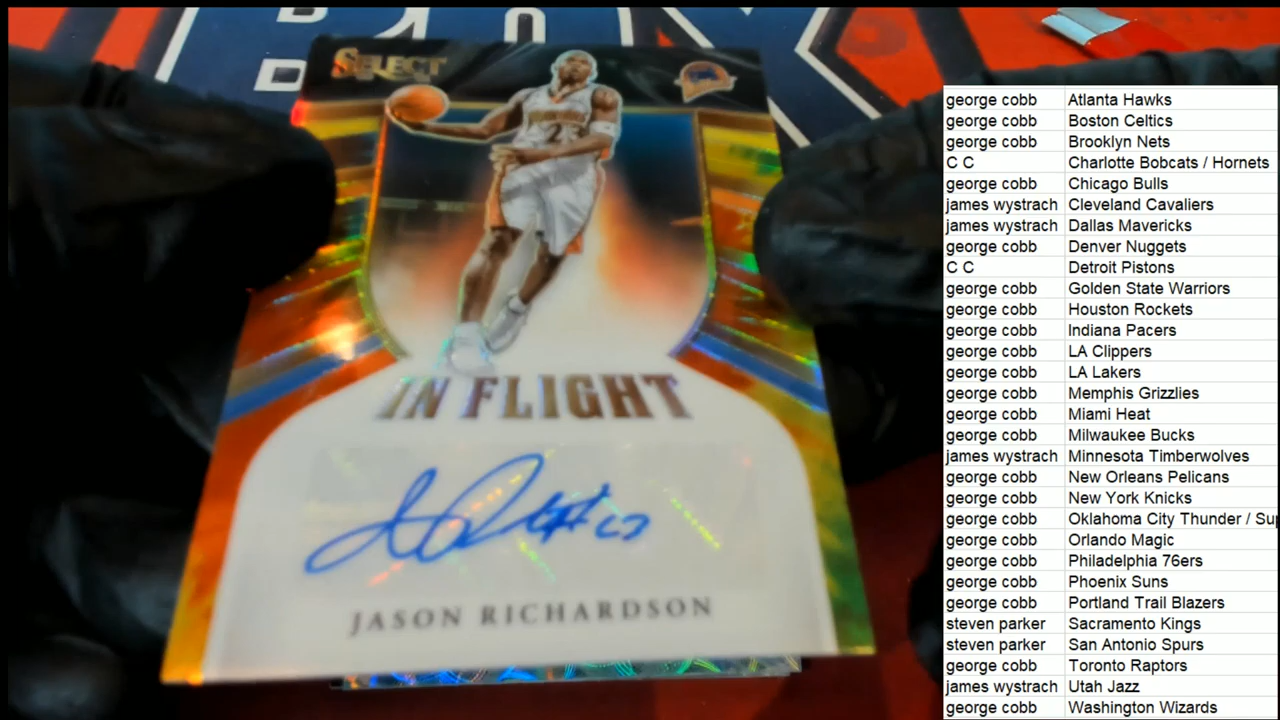 SELECT
23
IN FLIGHT
JASON RICHARDSON
george cobb Atlanta Hawks
george cobb Boston Celtics
george cobb Brooklyn Nets
C C Charlotte Bobcats / Hornets
george cobb Chicago Bulls
james wystrach Cleveland Cavaliers
james wystrach Dallas Mavericks
george cobb Denver Nuggets
C C Detroit Pistons
george cobb Golden State Warriors
george cobb Houston Rockets
george cobb Indiana Pacers
george cobb LA Clippers
george cobb LA Lakers
george cobb Memphis Grizzlies
george cobb Miami Heat
george cobb Milwaukee Bucks
james wystrach Minnesota Timberwolves
george cobb New Orleans Pelicans
george cobb New York Knicks
george cobb Oklahoma City Thunder / Su
george cobb Orlando Magic
george cobb Philadelphia 76ers
george cobb Phoenix Suns
george cobb Portland Trail Blazers
steven parker Sacramento Kings
steven parker San Antonio Spurs
george cobb Toronto Raptors
james wystrach Utah Jazz
george cobb Washington Wizards